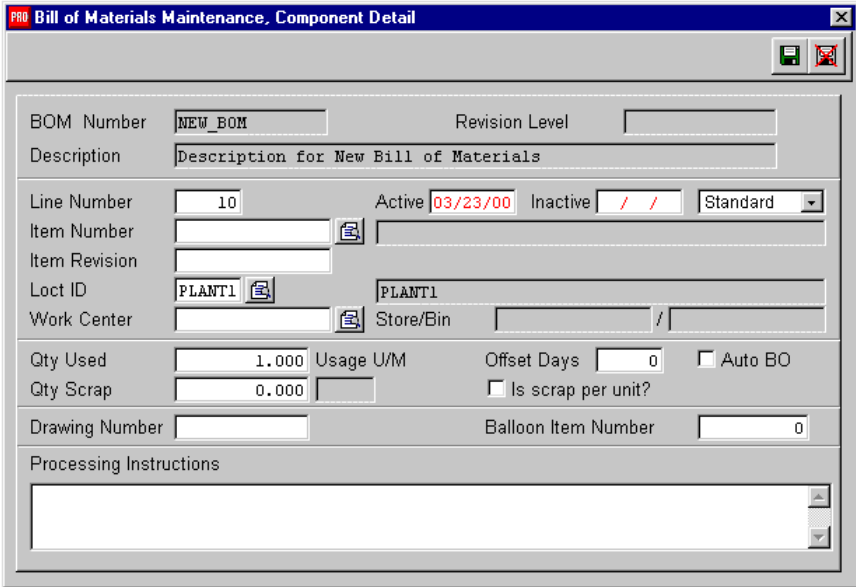 PRO Bill of Materials Maintenance, Component Detail
BOM Number NEW_BOM Revision Level
Description Description for New Bill of Materials
Line Number 10 Active 03/23/00 Inactive / / Standard
Item Number
Item Revision
Loct ID PLANT1 PLANT1
Work Center Store/Bin /
Qty Used 1.000 Usage U/M Offset Days 0 Auto BO
Qty Scrap 0.000 Is scrap per unit?
Drawing Number Balloon Item Number 0
Processing Instructions